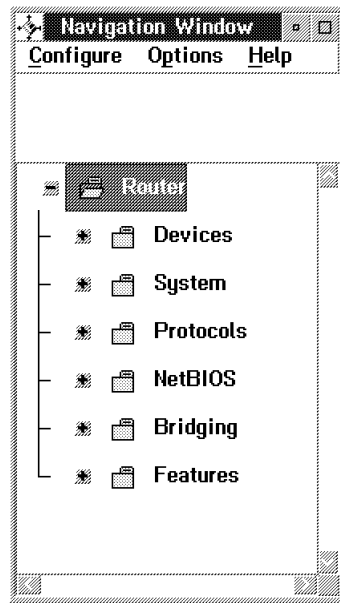 Navigation Window
Configure Options Help
Router
Devices
System
Protocols
NetBIOS
Bridging
Features